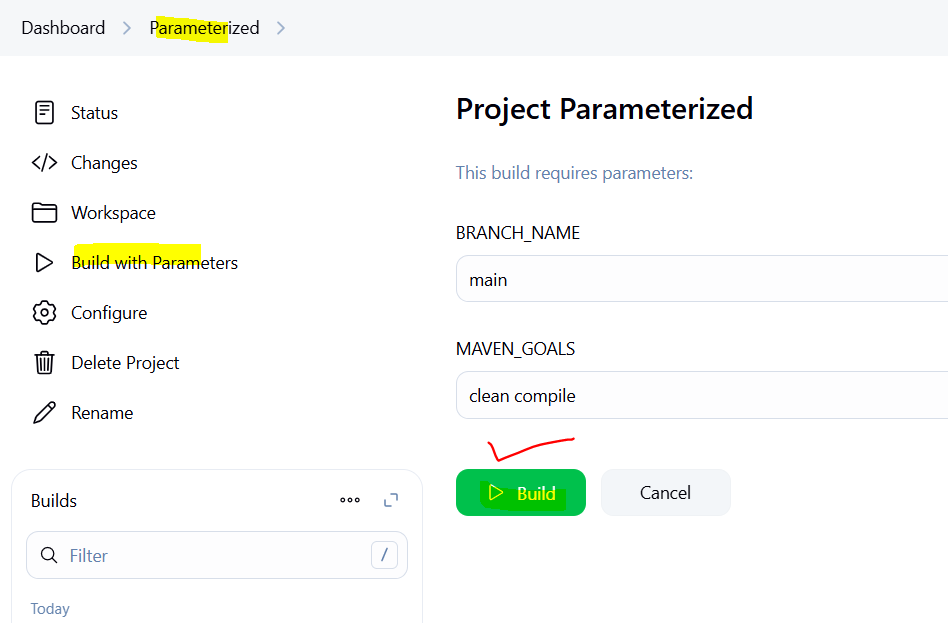 Dashboard > Parameterized >
Status
Changes
Workspace
Build with Parameters
Configure
Delete Project
Rename
Builds
Filter /
Today
Project Parameterized
This build requires parameters:
BRANCH_NAME
main
MAVEN_GOALS
clean compile
Build Cancel